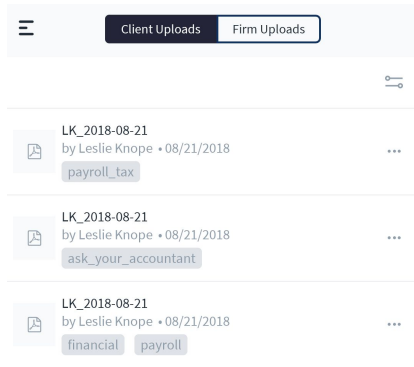 Client Uploads Firm Uploads
LK_2018-08-21
by Leslie Knope • 08/21/2018
payroll_tax
LK_2018-08-21
by Leslie Knope • 08/21/2018
ask_your_accountant
LK_2018-08-21
by Leslie Knope • 08/21/2018
financial payroll